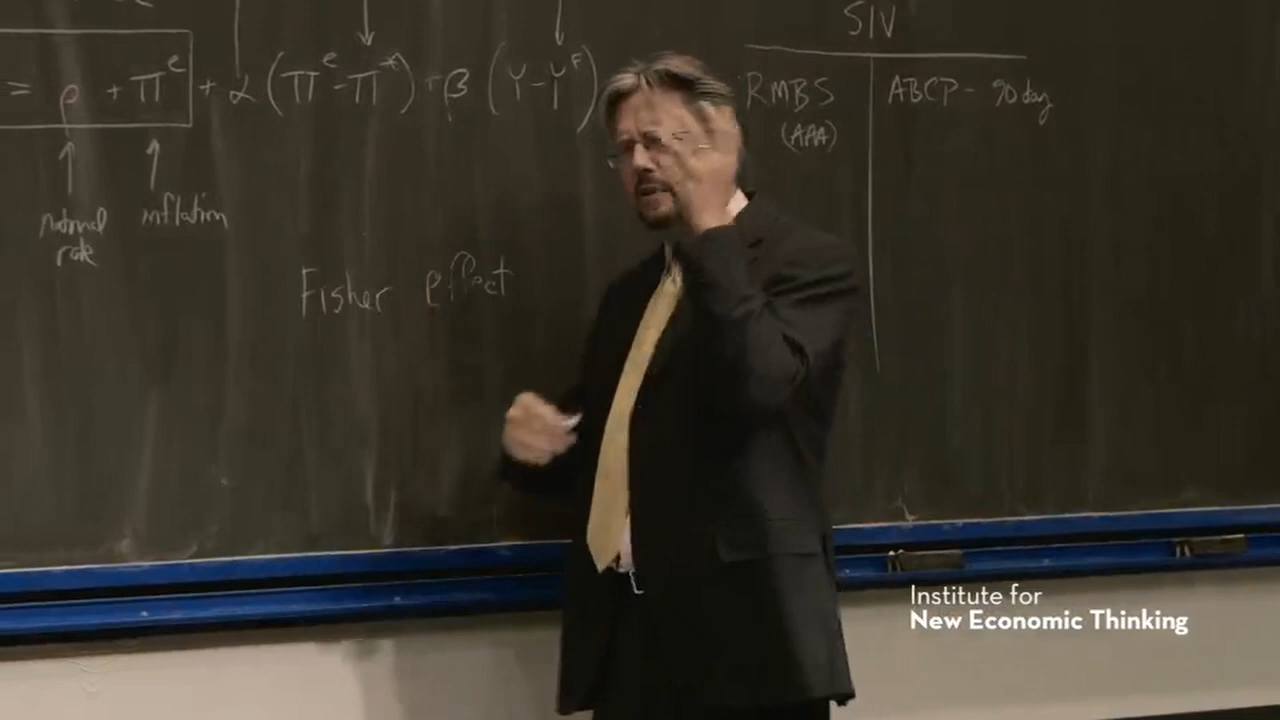 = ρ + π^e + α (π^e - π^*) + β (Y - Y^F)
natural
rate
inflation
Fisher effect
SIV
RMBS
(AAA)
ABCP - 90 day
Institute for
New Economic Thinking